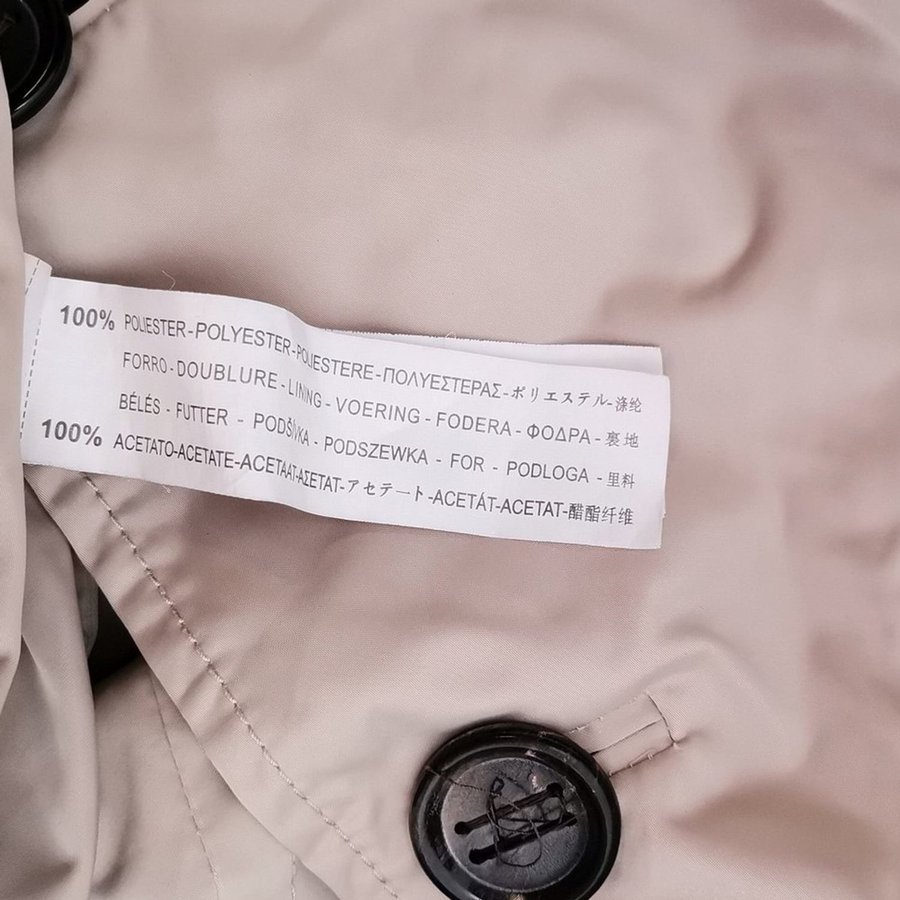 100% POLIESTER-POLYESTER-POLIESTERE-ΠΟΛΥΕΣΤΕΡΑΣ-ポリエステル-涤纶
FORRO-DOUBLURE-LINING-VOERING-FODERA-ΦΟΔΡΑ-裏地
BÉLÉS-FUTTER-PODŠÍVKA-PODSZEWKA-FOR-PODLOGA-里料
100% ACETATO-ACETATE-ACETAAT-ΑΣΕΤΑΤ-アセテート-ACETÁT-ACETAT-醋酯纤维